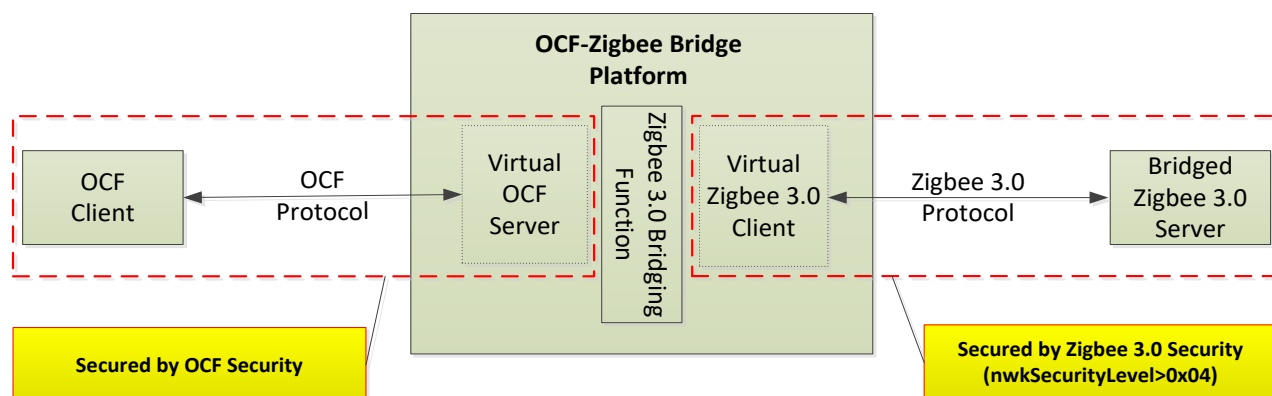 OCF-Zigbee Bridge
Platform
OCF
Client
OCF
Protocol
Virtual
OCF
Server
Zigbee 3.0 Bridging
Function
Virtual
Zigbee 3.0
Client
Zigbee 3.0
Protocol
Bridged
Zigbee 3.0
Server
Secured by OCF Security
Secured by Zigbee 3.0 Security
(nwkSecurityLevel>0x04)